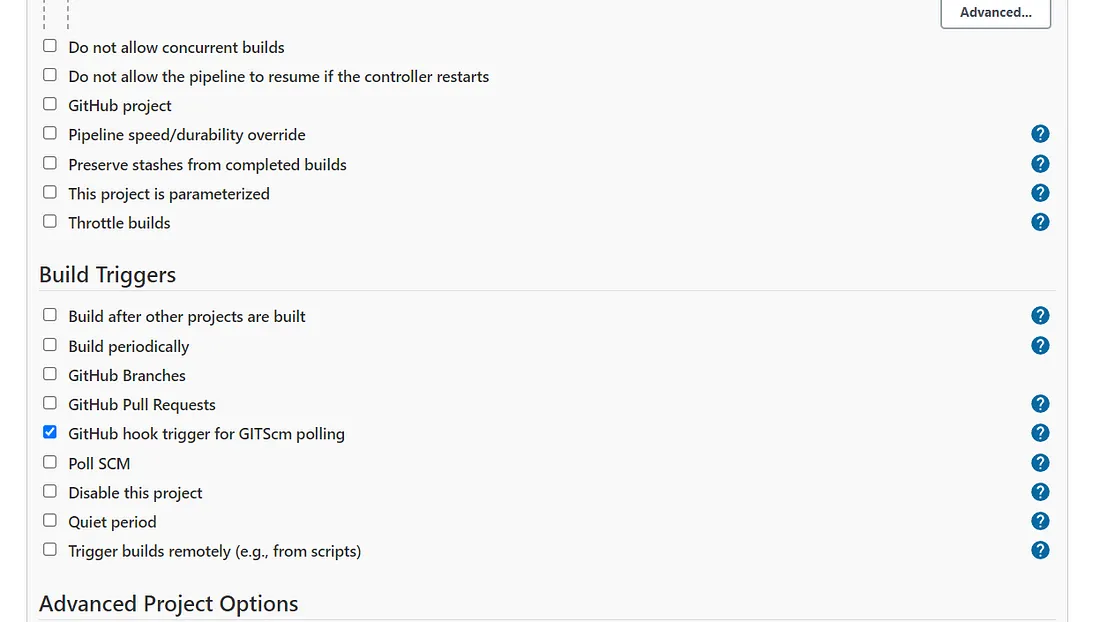 Advanced...
Do not allow concurrent builds
Do not allow the pipeline to resume if the controller restarts
GitHub project
Pipeline speed/durability override
?
Preserve stashes from completed builds
?
This project is parameterized
?
Throttle builds
?
Build Triggers
Build after other projects are built
?
Build periodically
?
GitHub Branches
GitHub Pull Requests
?
GitHub hook trigger for GITScm polling
?
Poll SCM
?
Disable this project
?
Quiet period
?
Trigger builds remotely (e.g., from scripts)
?
Advanced Project Options